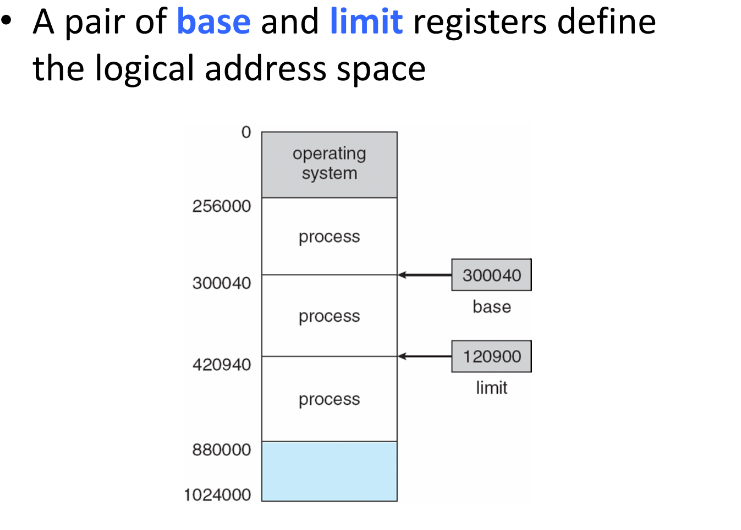 • A pair of base and limit registers define
the logical address space
0
operating
system
256000
process
300040
300040
base
process
420940
120900
limit
process
880000
1024000